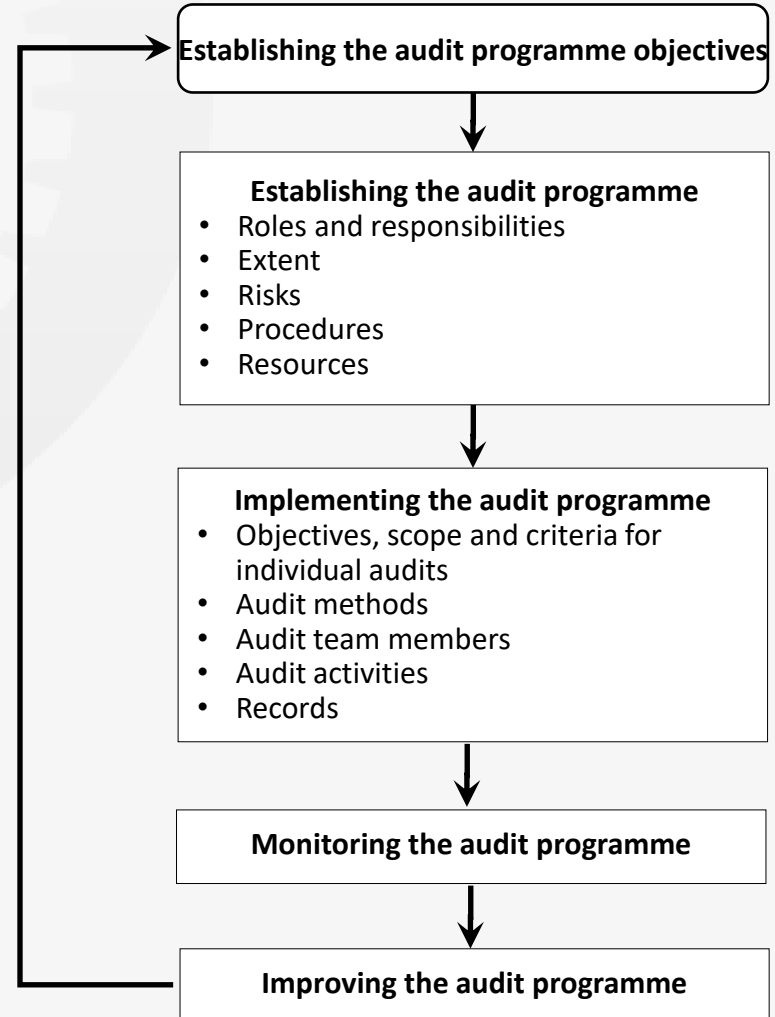 Establishing the audit programme objectives
Establishing the audit programme
• Roles and responsibilities
• Extent
• Risks
• Procedures
• Resources
Implementing the audit programme
• Objectives, scope and criteria for
individual audits
• Audit methods
• Audit team members
• Audit activities
• Records
Monitoring the audit programme
Improving the audit programme